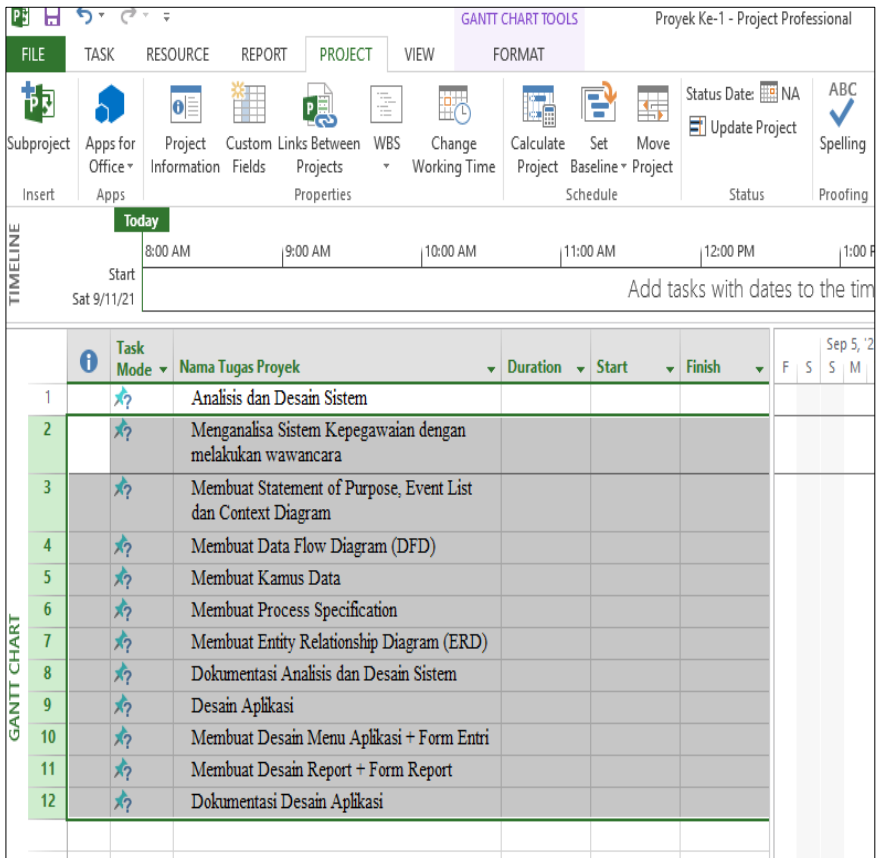 GANTT CHART TOOLS
Proyek Ke-1 - Project Professional
FILE TASK RESOURCE REPORT PROJECT VIEW FORMAT
Subproject
Apps for Office
Project Information
Custom Fields
Links Between Projects
WBS
Change Working Time
Calculate Project
Set Baseline
Move Project
Status Date: NA
Update Project
ABC
Spelling
Insert Apps Properties Schedule Status Proofing
TIMELINE
Today
8:00 AM 9:00 AM 10:00 AM 11:00 AM 12:00 PM 1:00
Start
Sat 9/11/21
Add tasks with dates to the tim
GANTT CHART
Task Mode Nama Tugas Proyek Duration Start Finish
Sep 5, '2
F S S M
1 Analisis dan Desain Sistem
2 Menganalisa Sistem Kepegawaian dengan
melakukan wawancara
3 Membuat Statement of Purpose, Event List
dan Context Diagram
4 Membuat Data Flow Diagram (DFD)
5 Membuat Kamus Data
6 Membuat Process Specification
7 Membuat Entity Relationship Diagram (ERD)
8 Dokumentasi Analisis dan Desain Sistem
9 Desain Aplikasi
10 Membuat Desain Menu Aplikasi + Form Entri
11 Membuat Desain Report + Form Report
12 Dokumentasi Desain Aplikasi